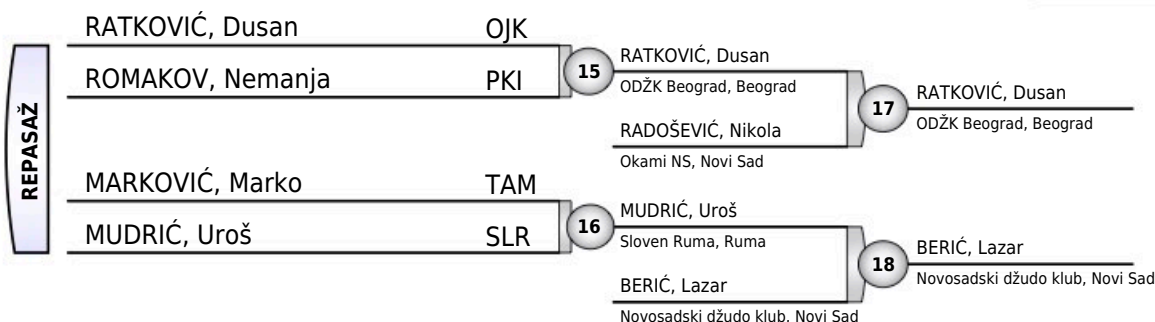 REPASAŽ
RATKOVIĆ, Dusan OJK
ROMAKOV, Nemanja PKI
15
RATKOVIĆ, Dusan
ODŽK Beograd, Beograd
RADOŠEVIĆ, Nikola
Okami NS, Novi Sad
17
RATKOVIĆ, Dusan
ODŽK Beograd, Beograd
MARKOVIĆ, Marko TAM
MUDRIĆ, Uroš SLR
16
MUDRIĆ, Uroš
Sloven Ruma, Ruma
BERIĆ, Lazar
Novosadski džudo klub, Novi Sad
18
BERIĆ, Lazar
Novosadski džudo klub, Novi Sad